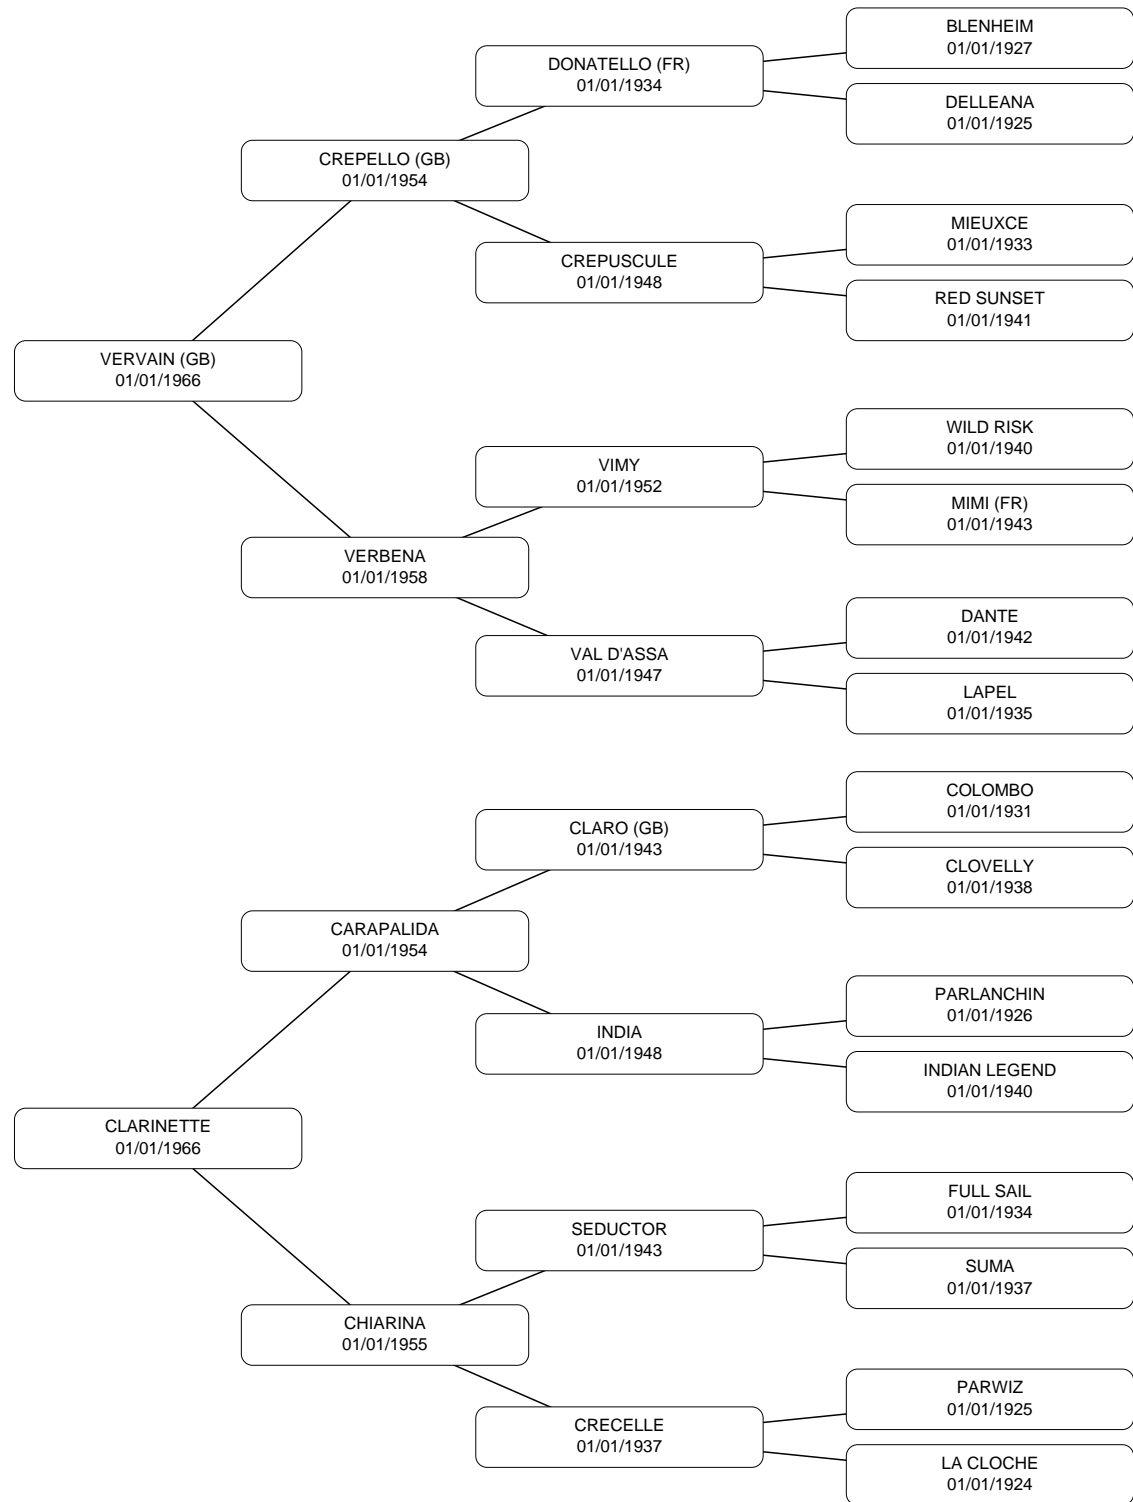 BLENHEIM
01/01/1927
DONATELLO (FR)
01/01/1934
DELLEANA
01/01/1925
CREPELLO (GB)
01/01/1954
MIEUXCE
01/01/1933
CREPUSCULE
01/01/1948
RED SUNSET
01/01/1941
VERVAIN (GB)
01/01/1966
WILD RISK
01/01/1940
VIMY
01/01/1952
MIMI (FR)
01/01/1943
VERBENA
01/01/1958
DANTE
01/01/1942
VAL D'ASSA
01/01/1947
LAPEL
01/01/1935
COLOMBO
01/01/1931
CLARO (GB)
01/01/1943
CLOVELLY
01/01/1938
CARAPALIDA
01/01/1954
PARLANCHIN
01/01/1926
INDIA
01/01/1948
INDIAN LEGEND
01/01/1940
CLARINETTE
01/01/1966
FULL SAIL
01/01/1934
SEDUCTOR
01/01/1943
SUMA
01/01/1937
CHIARINA
01/01/1955
PARWIZ
01/01/1925
CRECELLE
01/01/1937
LA CLOCHE
01/01/1924